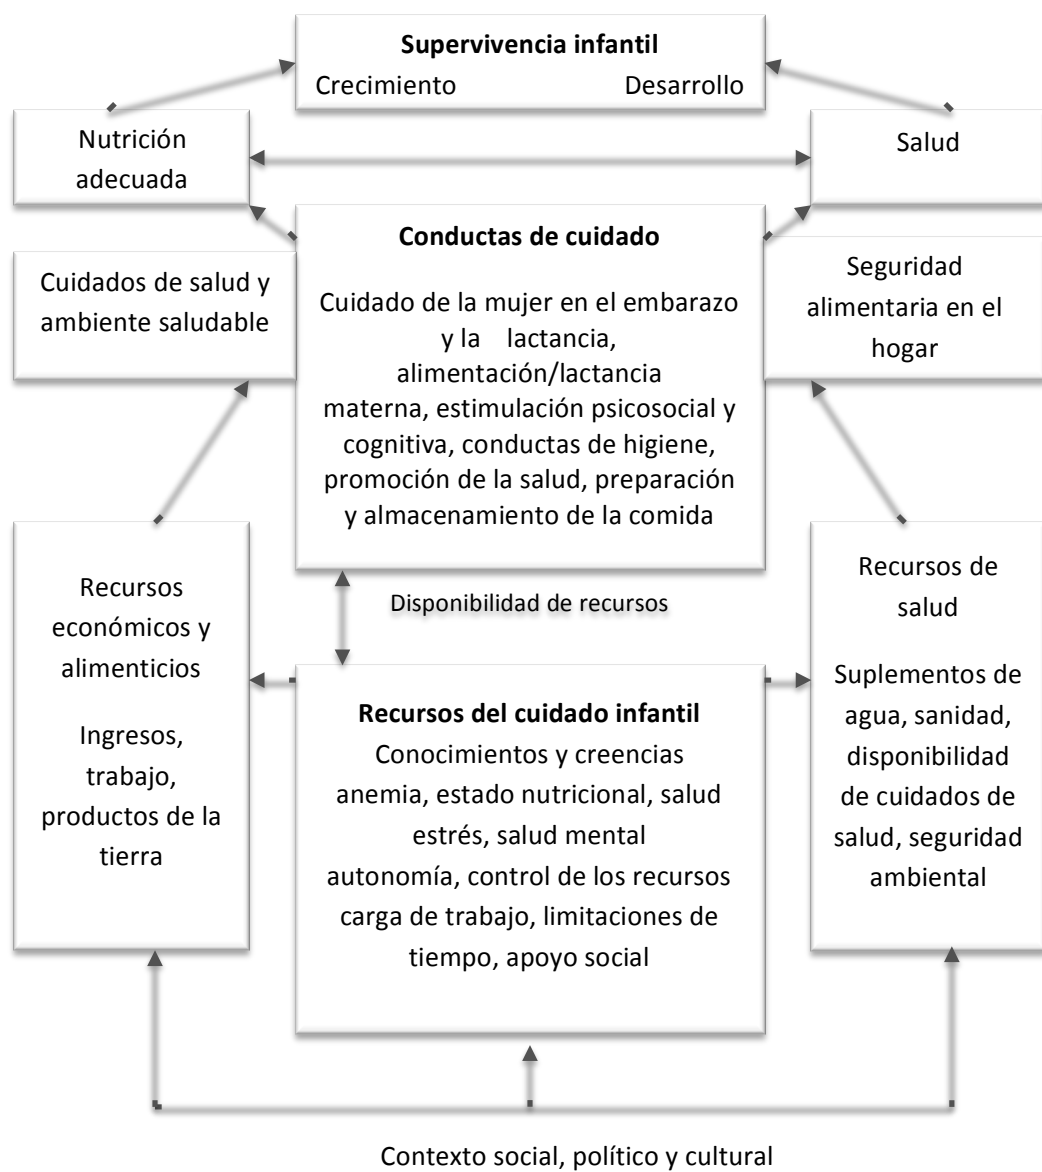 Supervivencia infantil
Crecimiento Desarrollo
Nutrición
adecuada
Salud
Conductas de cuidado
Cuidado de la mujer en el embarazo
y la lactancia,
alimentación/lactancia
materna, estimulación psicosocial y
cognitiva, conductas de higiene,
promoción de la salud, preparación
y almacenamiento de la comida
Cuidados de salud y
ambiente saludable
Seguridad
alimentaria en el
hogar
Disponibilidad de recursos
Recursos
económicos y
alimenticios
Ingresos,
trabajo,
productos de la
tierra
Recursos del cuidado infantil
Conocimientos y creencias
anemia, estado nutricional, salud
estrés, salud mental
autonomía, control de los recursos
carga de trabajo, limitaciones de
tiempo, apoyo social
Recursos de
salud
Suplementos de
agua, sanidad,
disponibilidad
de cuidados de
salud, seguridad
ambiental
Contexto social, político y cultural